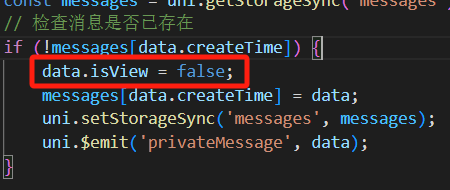 const messages = uni.getStorageSync('messages
// 检查消息是否已存在
if (!messages[data.createTime]) {
data.isView = false;
messages[data.createTime] = data;
uni.setStorageSync('messages', messages);
uni.$emit('privateMessage', data);
}